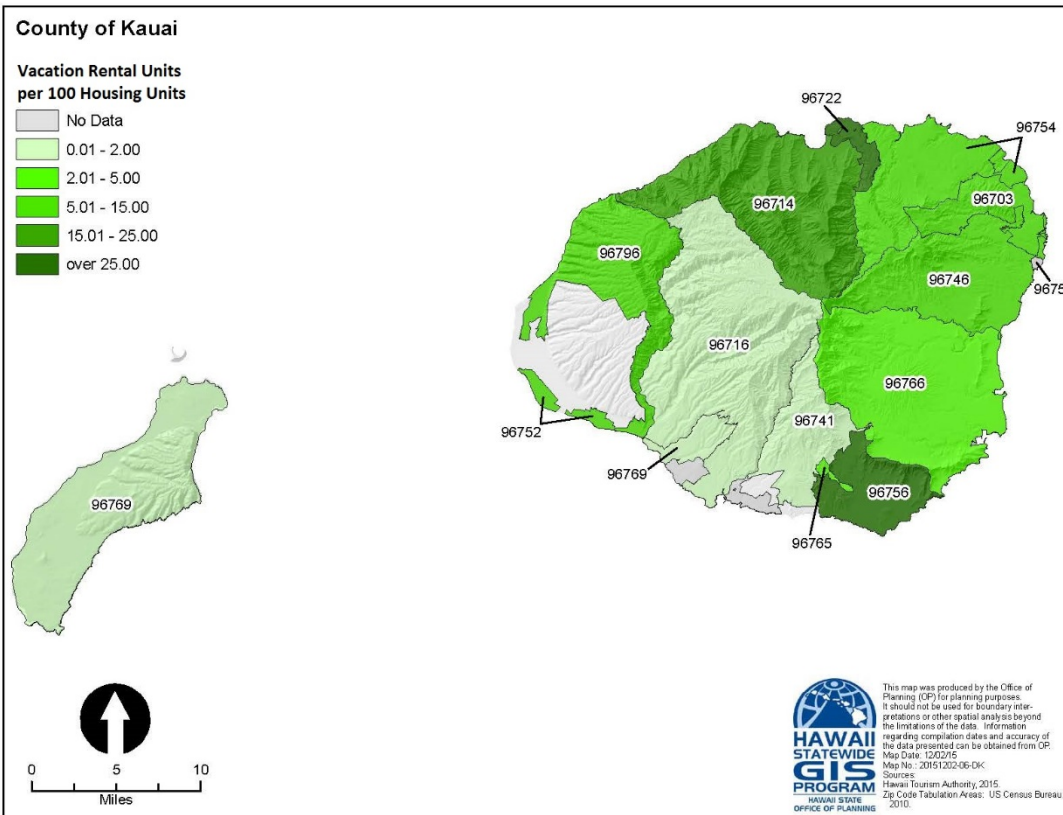 County of Kauai
Vacation Rental Units
per 100 Housing Units
No Data
0.01 - 2.00
2.01 - 5.00
5.01 - 15.00
15.01 - 25.00
over 25.00
96722
96754
96714
96703
96796
96746
9675
96716
96766
96741
96752
96769
96756
96765
96769
0 5 10
Miles
HAWAII
STATEWIDE
GIS
PROGRAM
HAWAII STATE
OFFICE OF PLANNING
This map was produced by the Office of
Planning (OP) for planning purposes.
It should not be used for boundary inter-
pretations or other spatial analysis beyond
the limitations of the data. Information
regarding compilation dates and accuracy of
the data presented can be obtained from OP.
Map Date: 12/02/15
Map No.: 20151202-06-DK
Sources:
Hawaii Tourism Authority, 2015.
Zip Code Tabulation Areas: US Census Bureau
2010.